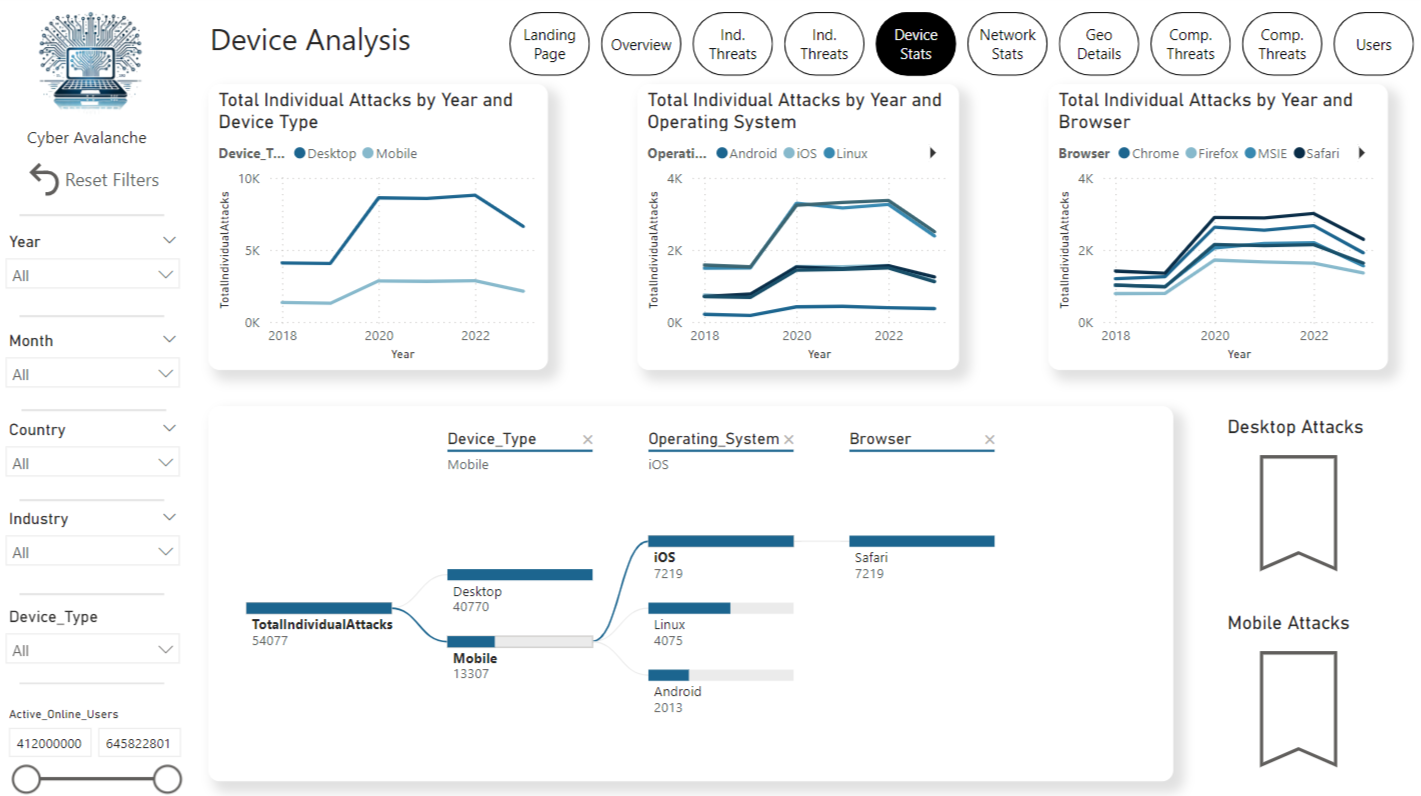 Cyber Avalanche
Reset Filters
Year
All
Month
All
Country
All
Industry
All
Device_Type
All
Active_Online_Users
412000000 645822801
Device Analysis
Landing
Page
Overview
Ind.
Threats
Ind.
Threats
Device
Stats
Network
Stats
Geo
Details
Comp.
Threats
Comp.
Threats
Users
Total Individual Attacks by Year and
Device Type
Device_T... Desktop Mobile
10K
5K
0K
TotalIndividualAttacks
2018 2020 2022
Year
Total Individual Attacks by Year and
Operating System
Operati... Android iOS Linux
4K
2K
0K
TotalIndividualAttacks
2018 2020 2022
Year
Total Individual Attacks by Year and
Browser
Browser Chrome Firefox MSIE Safari
4K
2K
0K
TotalIndividualAttacks
2018 2020 2022
Year
Device_Type
Mobile
Operating_System
iOS
Browser
TotalIndividualAttacks
54077
Desktop
40770
Mobile
13307
iOS
7219
Linux
4075
Android
2013
Safari
7219
Desktop Attacks
Mobile Attacks